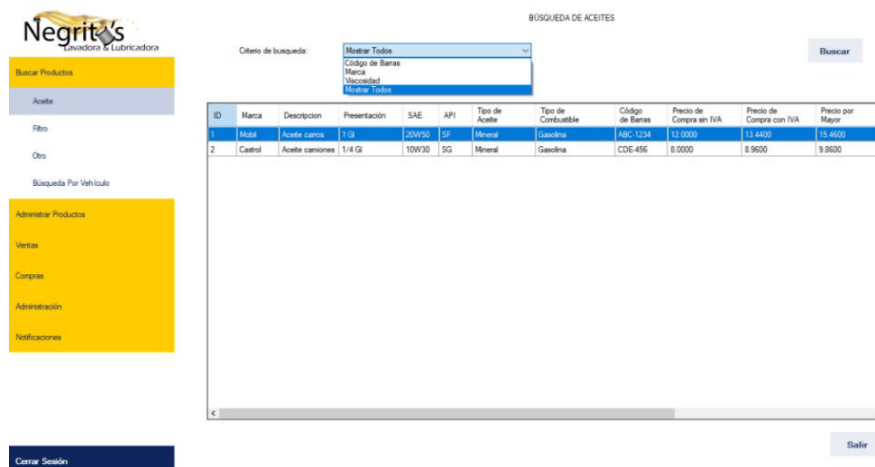 BÚSQUEDA DE ACEITES
Negrito's
Lavadora & Lubricadora
Criterio de busqueda:
Mostrar Todos
Buscar
Código de Barras
Marca
Viscosidad
Mostrar Todos
Buscar Productos
Aceite
Filtro
Otro
Búsqueda Por Vehículo
Administrar Productos
Ventas
Compras
Administración
Notificaciones
Cerrar Sesión
ID Marca Descripcion Presentación SAE API Tipo de Aceite Tipo de Combustible Código de Barras Precio de Compra sin IVA Precio de Compra con IVA Precio por Mayor
1 Mobil Aceite carros 1 Gl 20W50 SF Mineral Gasolina ABC-1234 12.0000 13.4400 15.4600
2 Castrol Aceite camiones 1/4 Gl 10W30 SG Mineral Gasolina CDE-456 8.0000 8.9600 9.8600
Salir